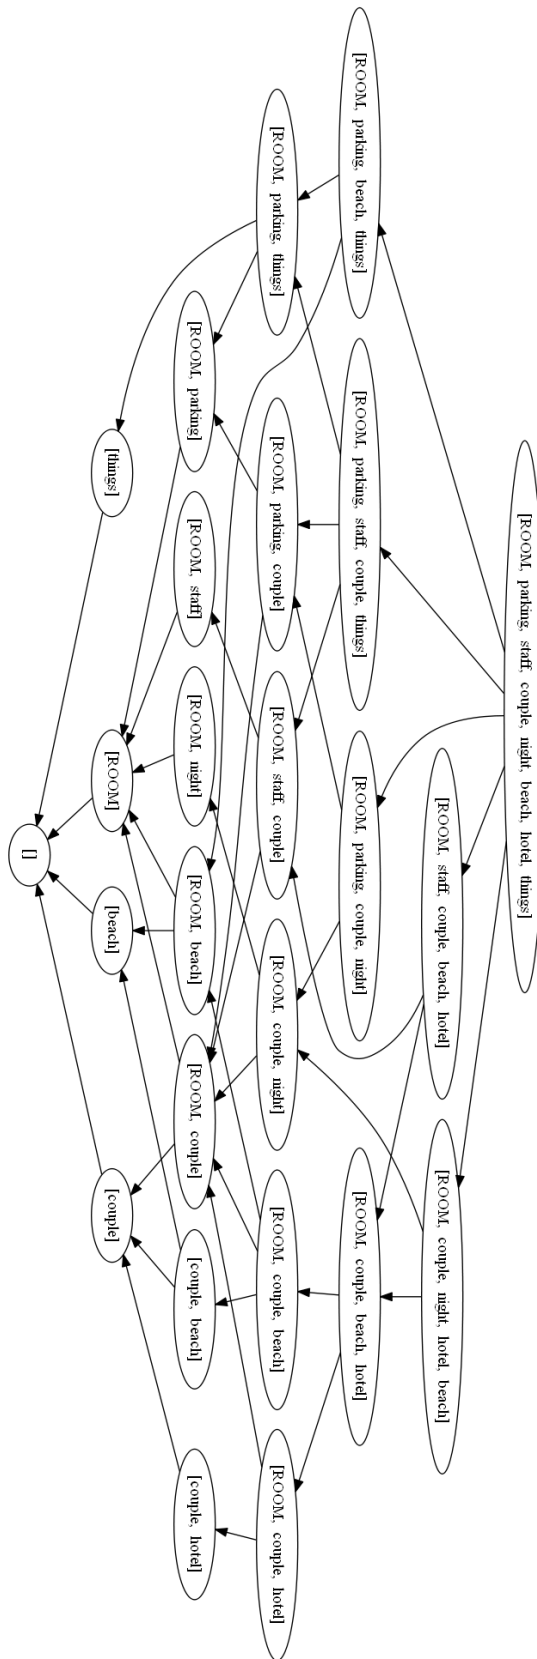 [ROOM, parking, staff, couple, night, beach, hotel, things]
[ROOM, staff, couple, beach, hotel]
[ROOM, couple, night, hotel, beach]
[ROOM, parking, beach, things]
[ROOM, parking, staff, couple, things]
[ROOM, parking, couple, night]
[ROOM, couple, beach, hotel]
[ROOM, parking, things]
[ROOM, parking, couple]
[ROOM, staff, couple]
[ROOM, couple, night]
[ROOM, couple, beach]
[ROOM, couple, hotel]
[ROOM, parking]
[ROOM, staff]
[ROOM, night]
[ROOM, beach]
[ROOM, couple]
[couple, beach]
[couple, hotel]
[things]
[ROOM]
[beach]
[couple]
[]